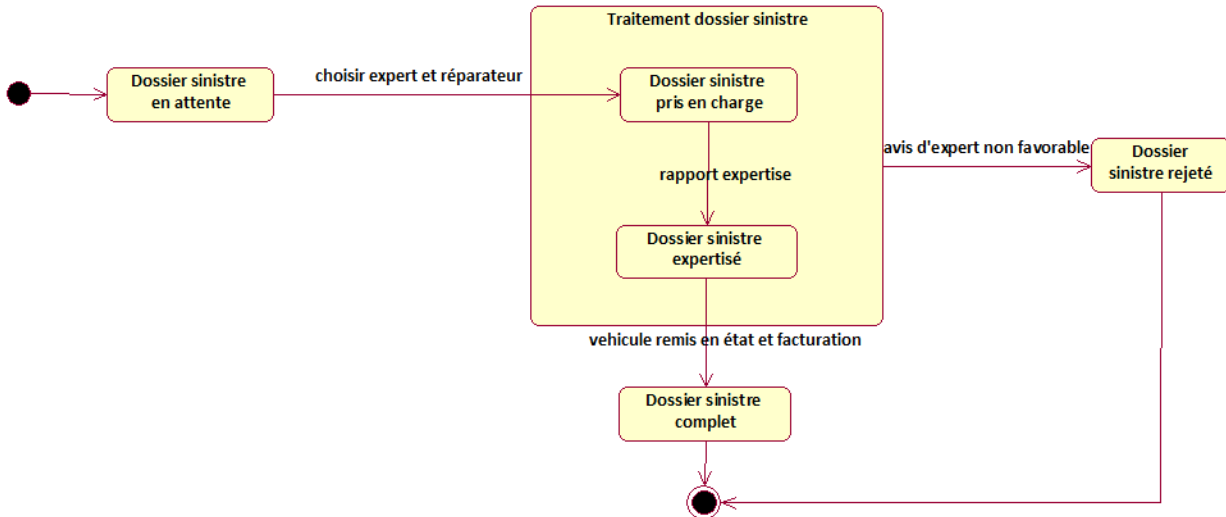 Traitement dossier sinistre
Dossier sinistre
en attente
choisir expert et réparateur
Dossier sinistre
pris en charge
rapport expertise
Dossier sinistre
expertisé
avis d'expert non favorable
Dossier
sinistre rejeté
vehicule remis en état et facturation
Dossier sinistre
complet